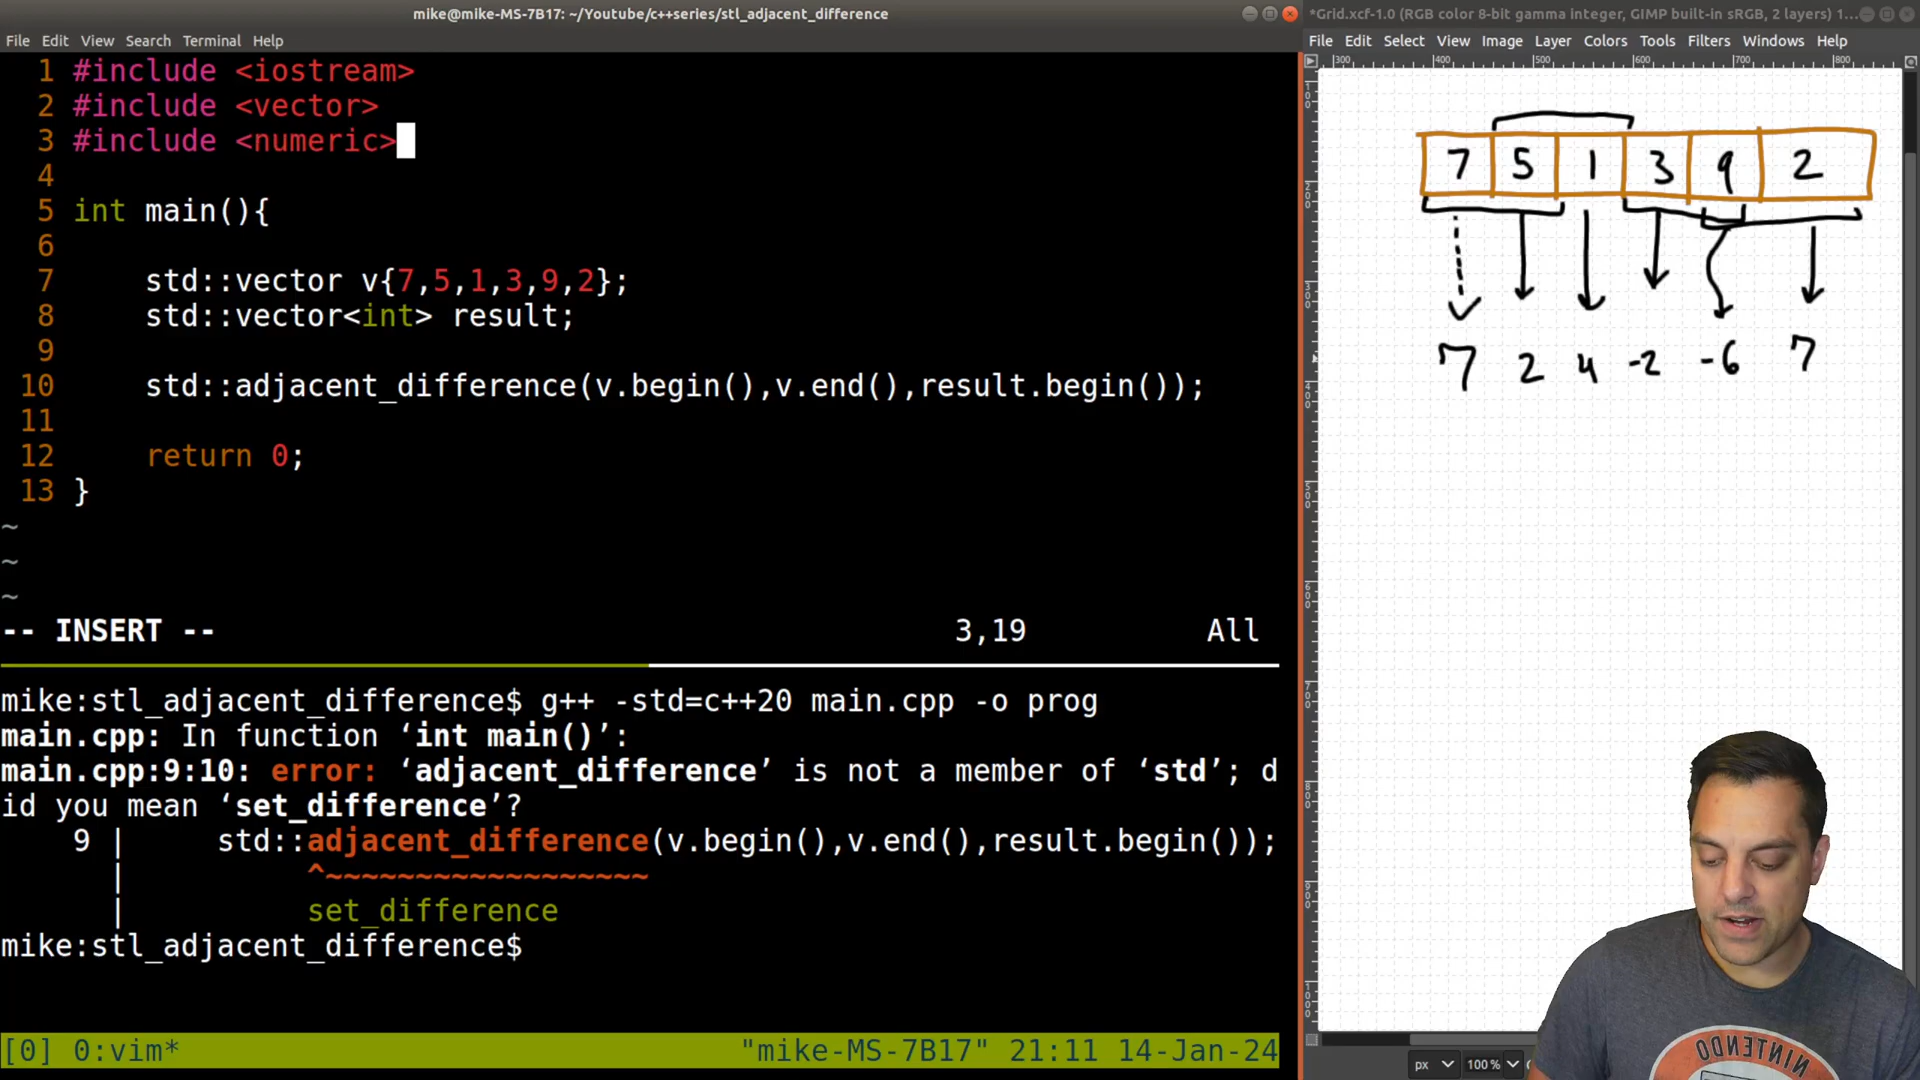 mike@mike-MS-7B17: ~/Youtube/c++series/stl_adjacent_difference
File Edit View Search Terminal Help
1 #include <iostream>
2 #include <vector>
3 #include <numeric>
4
5 int main(){
6
7 std::vector v{7,5,1,3,9,2};
8 std::vector<int> result;
9
10 std::adjacent_difference(v.begin(),v.end(),result.begin());
11
12 return 0;
13 }
~
~
~
-- INSERT -- 3,19 All
mike:stl_adjacent_difference$ g++ -std=c++20 main.cpp -o prog
main.cpp: In function ‘int main()’:
main.cpp:9:10: error: ‘adjacent_difference’ is not a member of ‘std’; d
id you mean ‘set_difference’?
9 | std::adjacent_difference(v.begin(),v.end(),result.begin());
| ^~~~~~~~~~~~~~~~~~~
| set_difference
mike:stl_adjacent_difference$
[0] 0:vim* "mike-MS-7B17" 21:11 14-Jan-24
*Grid.xcf-1.0 (RGB color 8-bit gamma integer, GIMP built-in sRGB, 2 layers) 1...
File Edit Select View Image Layer Colors Tools Filters Windows Help
300 400 500 600 700 800
7 5 1 3 9 2
7 2 4 -2 -6 7
px 100 %
NINTENDO